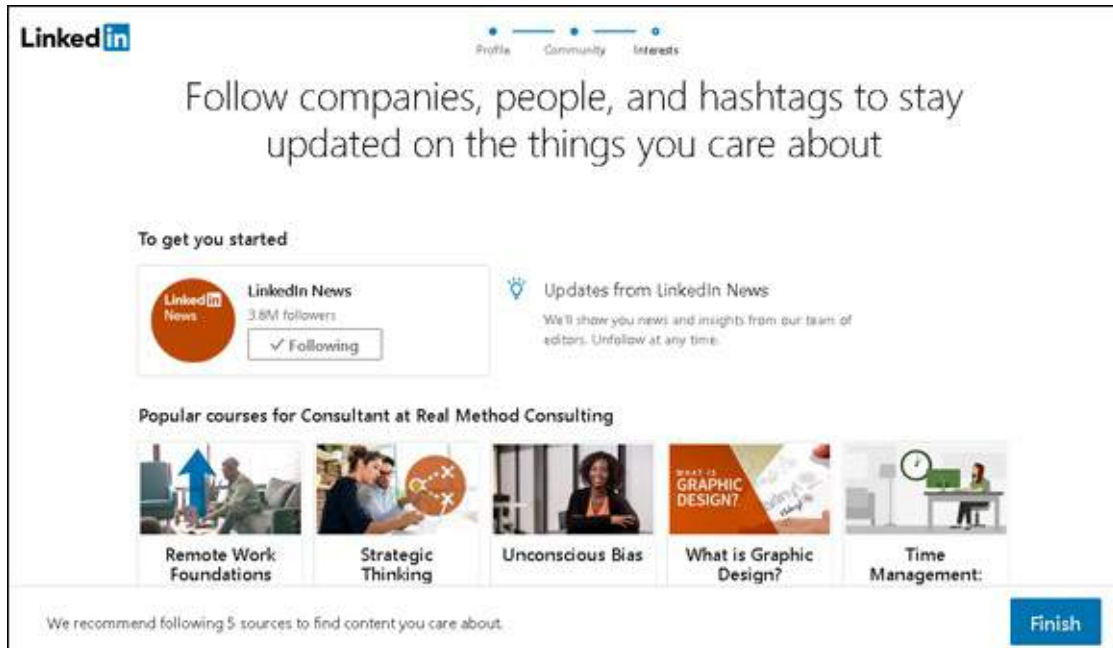 Linked in
Profile Community Interests
Follow companies, people, and hashtags to stay
updated on the things you care about
To get you started
Linked in
News
LinkedIn News
3.8M followers
✓ Following
Updates from LinkedIn News
We'll show you news and insights from our team of
editors. Unfollow at any time.
Popular courses for Consultant at Real Method Consulting
WHAT IS
GRAPHIC
DESIGN?
Remote Work
Foundations
Strategic
Thinking
Unconscious Bias
What is Graphic
Design?
Time
Management:
We recommend following 5 sources to find content you care about.
Finish